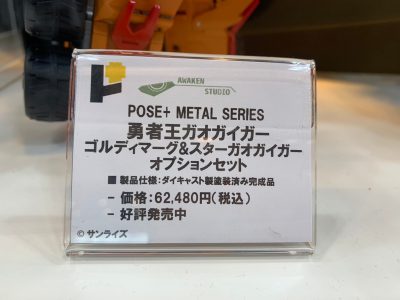 AWAKEN
STUDIO
POSE+ METAL SERIES
勇者王ガオガイガー
ゴルディマーグ&スターガオガイガー
オプションセット
■ 製品仕様:ダイキャスト製塗装済み完成品
- 価格:62,480円(税込)
- 好評発売中
© サンライズ